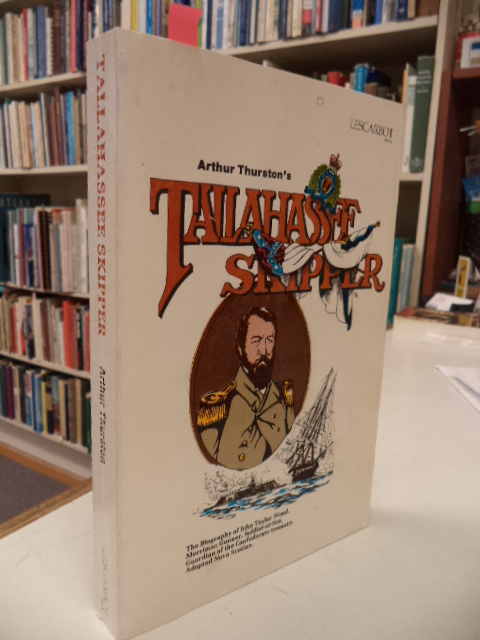 LESCARBOT
Arthur Thurston's
TALLAHASSEE
SKIPPER
The Biography of John Taylor Wood.
Merrimac Gunner. Soldier-at-Sea.
Guardian of the Confederate treasury.
Adopted Nova Scotian.
TALLAHASSEE SKIPPER
Arthur Thurston